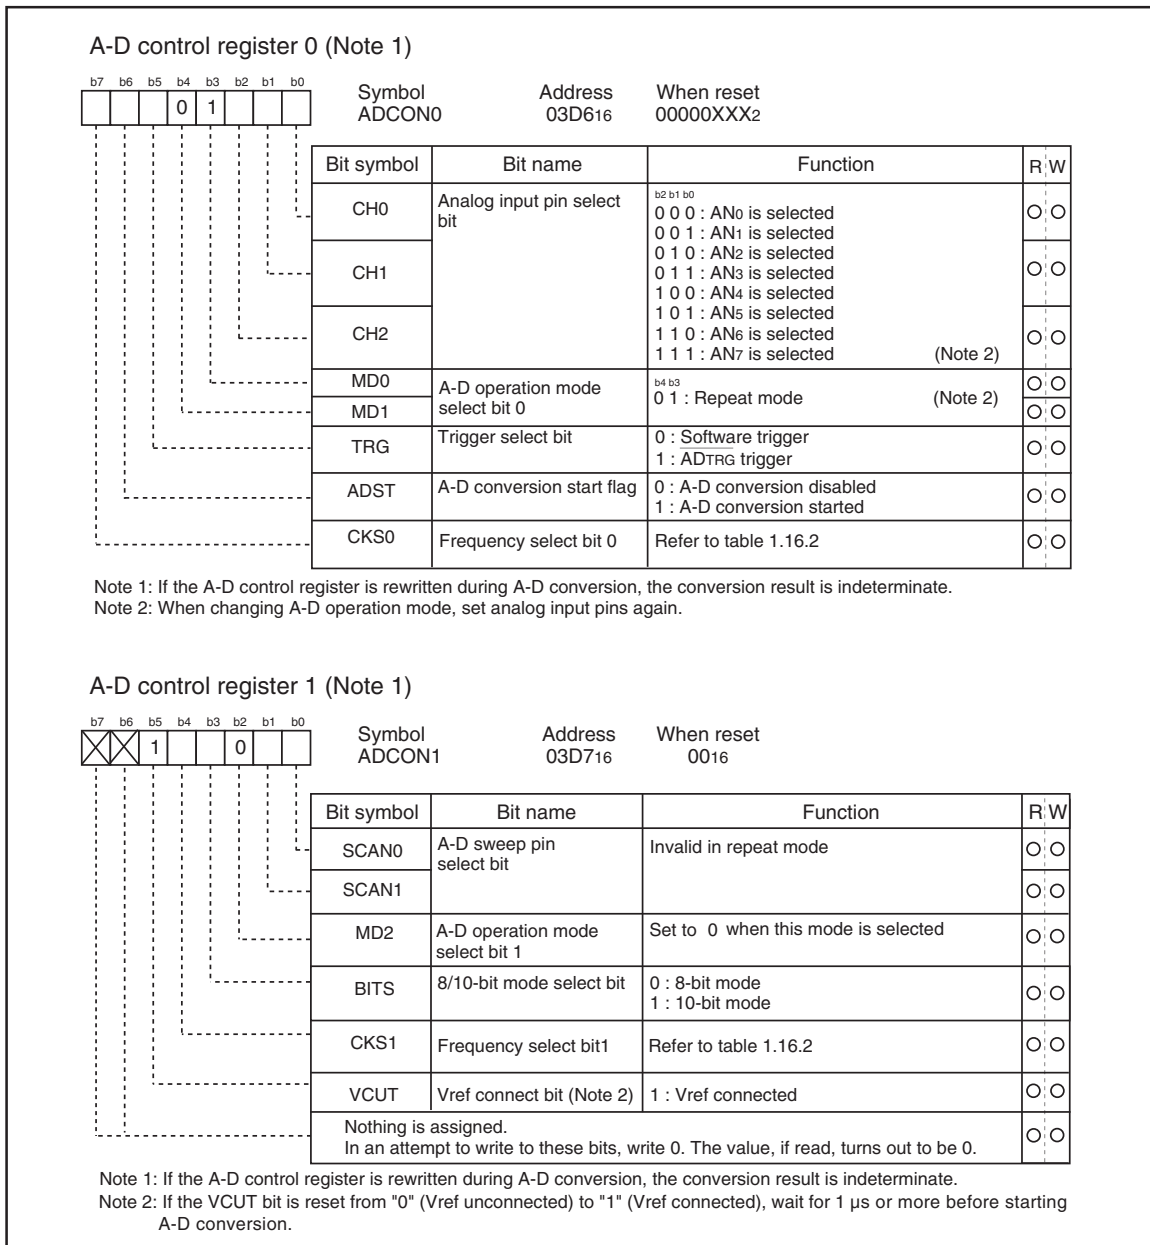 A-D control register 0 (Note 1)
b7 b6 b5 b4 b3 b2 b1 b0
0 1
Symbol Address When reset
ADCON0 03D616 00000XXX2
Bit symbol Bit name Function R W
CH0 Analog input pin select bit
b2 b1 b0
0 0 0 : AN0 is selected
0 0 1 : AN1 is selected
0 1 0 : AN2 is selected
CH1 0 1 1 : AN3 is selected
1 0 0 : AN4 is selected
1 0 1 : AN5 is selected
CH2 1 1 0 : AN6 is selected
1 1 1 : AN7 is selected (Note 2)
MD0 A-D operation mode select bit 0
b4 b3
MD1 0 1 : Repeat mode (Note 2)
TRG Trigger select bit 0 : Software trigger
1 : ADTRG trigger
ADST A-D conversion start flag 0 : A-D conversion disabled
1 : A-D conversion started
CKS0 Frequency select bit 0 Refer to table 1.16.2
Note 1: If the A-D control register is rewritten during A-D conversion, the conversion result is indeterminate.
Note 2: When changing A-D operation mode, set analog input pins again.
A-D control register 1 (Note 1)
b7 b6 b5 b4 b3 b2 b1 b0
1 0
Symbol Address When reset
ADCON1 03D716 0016
Bit symbol Bit name Function R W
SCAN0 A-D sweep pin select bit Invalid in repeat mode
SCAN1
MD2 A-D operation mode select bit 1 Set to 0 when this mode is selected
BITS 8/10-bit mode select bit 0 : 8-bit mode
1 : 10-bit mode
CKS1 Frequency select bit1 Refer to table 1.16.2
VCUT Vref connect bit (Note 2) 1 : Vref connected
Nothing is assigned.
In an attempt to write to these bits, write 0. The value, if read, turns out to be 0.
Note 1: If the A-D control register is rewritten during A-D conversion, the conversion result is indeterminate.
Note 2: If the VCUT bit is reset from "0" (Vref unconnected) to "1" (Vref connected), wait for 1 µs or more before starting
A-D conversion.